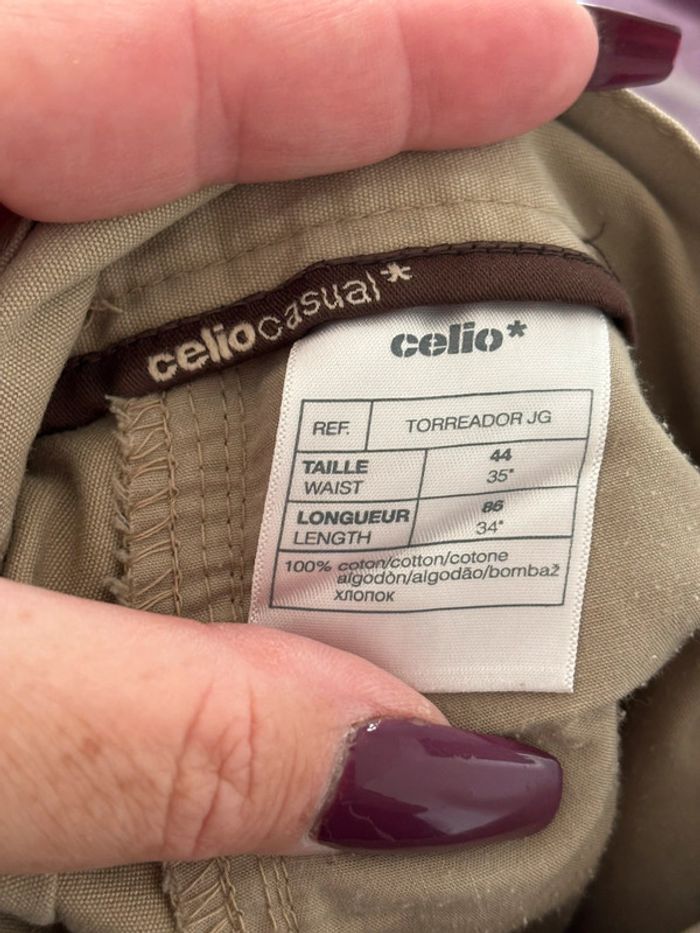 celiocasual*
celio*
REF. TORREADOR JG
TAILLE 44
WAIST 35"
LONGUEUR 86
LENGTH 34"
100% coton/cotton/cotone
algodòn/algodão/bombaž
хлопок